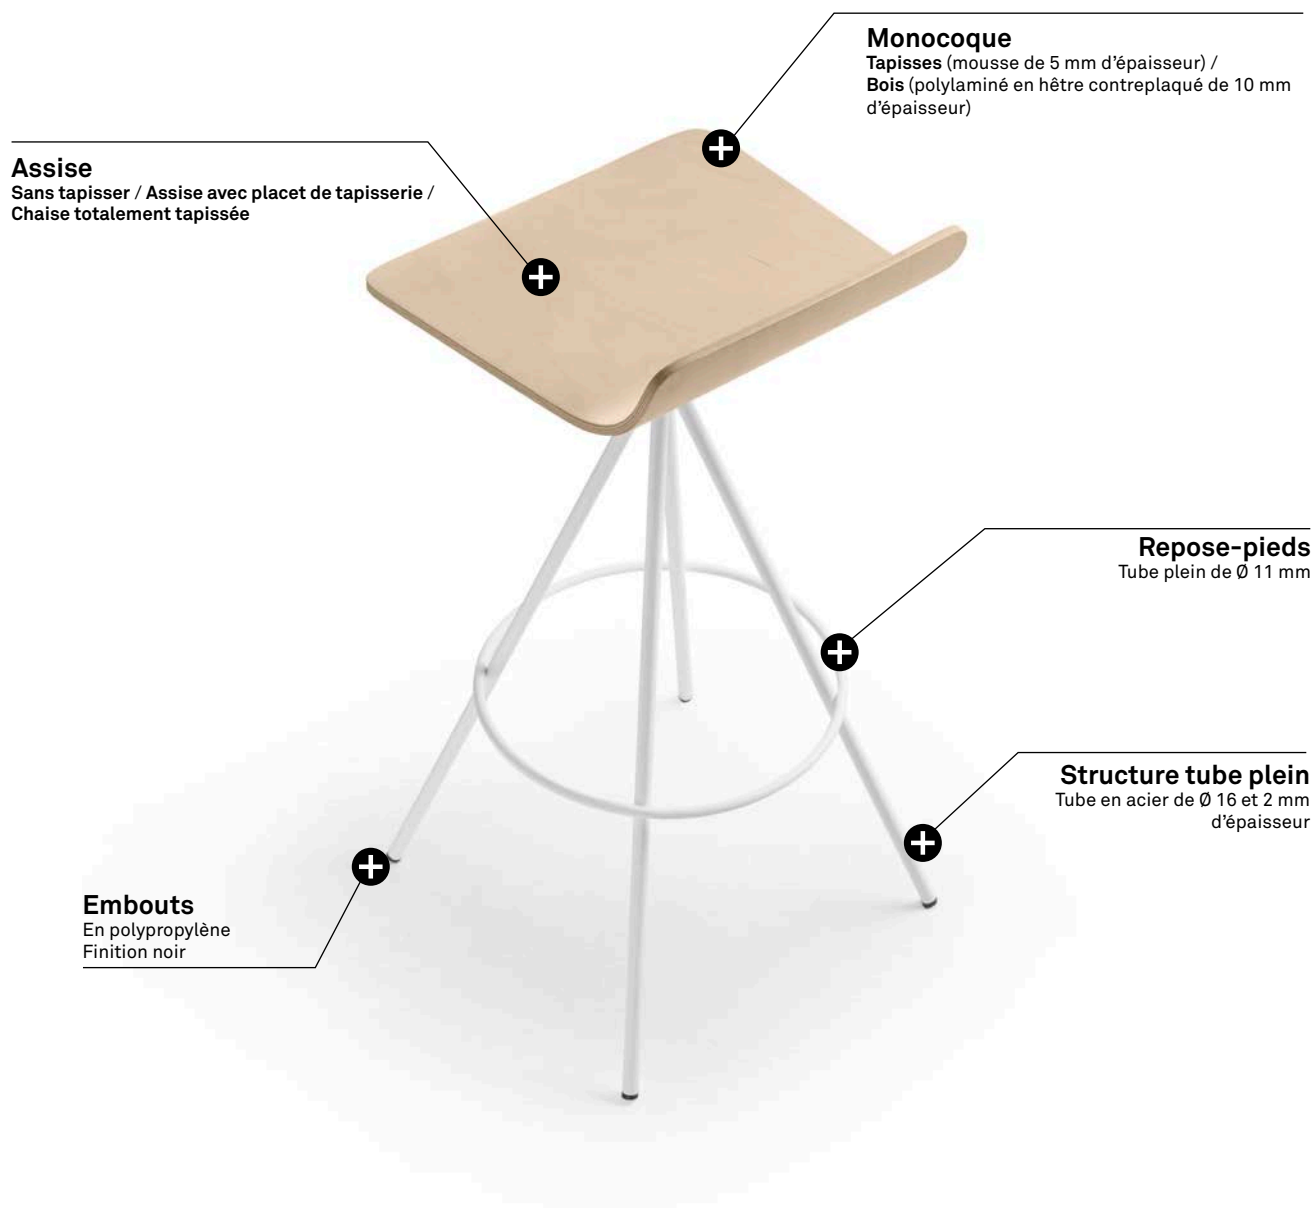 Monocoque
Tapisses (mousse de 5 mm d'épaisseur) /
Bois (polylaminé en hêtre contreplaqué de 10 mm
d'épaisseur)
Assise
Sans tapisser / Assise avec placet de tapisserie /
Chaise totalement tapissée
Repose-pieds
Tube plein de Ø 11 mm
Structure tube plein
Tube en acier de Ø 16 et 2 mm
d'épaisseur
Embouts
En polypropylène
Finition noir